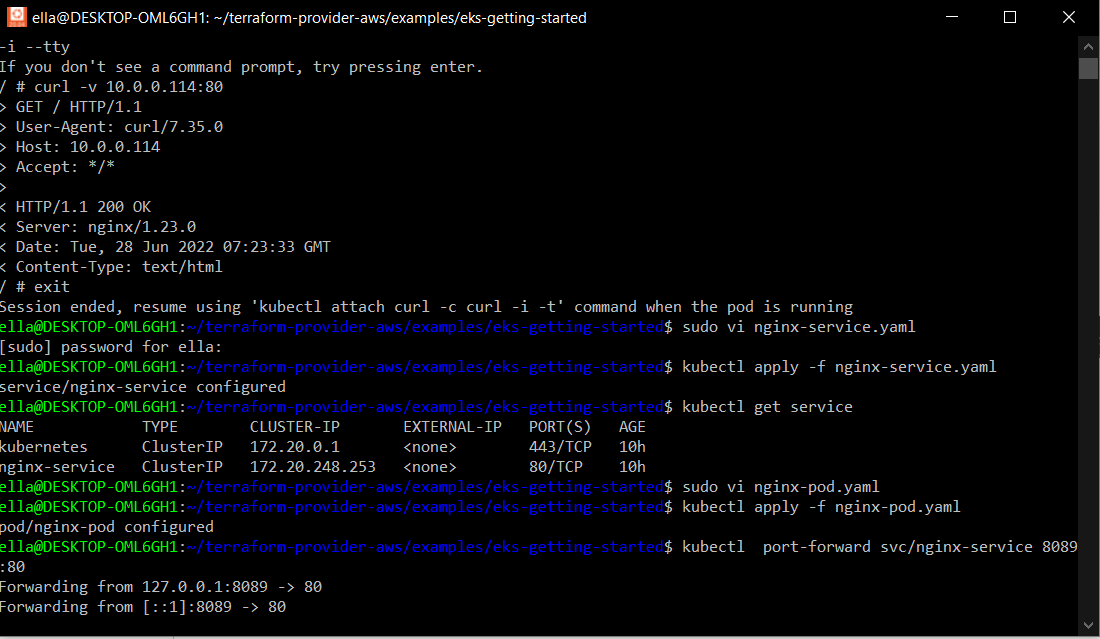 ella@DESKTOP-OML6GH1: ~/terraform-provider-aws/examples/eks-getting-started
-i --tty
If you don't see a command prompt, try pressing enter.
/ # curl -v 10.0.0.114:80
> GET / HTTP/1.1
> User-Agent: curl/7.35.0
> Host: 10.0.0.114
> Accept: */*
>
< HTTP/1.1 200 OK
< Server: nginx/1.23.0
< Date: Tue, 28 Jun 2022 07:23:33 GMT
< Content-Type: text/html
/ # exit
Session ended, resume using 'kubectl attach curl -c curl -i -t' command when the pod is running
ella@DESKTOP-OML6GH1:~/terraform-provider-aws/examples/eks-getting-started$ sudo vi nginx-service.yaml
[sudo] password for ella:
ella@DESKTOP-OML6GH1:~/terraform-provider-aws/examples/eks-getting-started$ kubectl apply -f nginx-service.yaml
service/nginx-service configured
ella@DESKTOP-OML6GH1:~/terraform-provider-aws/examples/eks-getting-started$ kubectl get service
NAME            TYPE        CLUSTER-IP       EXTERNAL-IP   PORT(S)   AGE
kubernetes      ClusterIP   172.20.0.1       <none>        443/TCP   10h
nginx-service   ClusterIP   172.20.248.253   <none>        80/TCP    10h
ella@DESKTOP-OML6GH1:~/terraform-provider-aws/examples/eks-getting-started$ sudo vi nginx-pod.yaml
ella@DESKTOP-OML6GH1:~/terraform-provider-aws/examples/eks-getting-started$ kubectl apply -f nginx-pod.yaml
pod/nginx-pod configured
ella@DESKTOP-OML6GH1:~/terraform-provider-aws/examples/eks-getting-started$ kubectl  port-forward svc/nginx-service 8089
:80
Forwarding from 127.0.0.1:8089 -> 80
Forwarding from [::1]:8089 -> 80